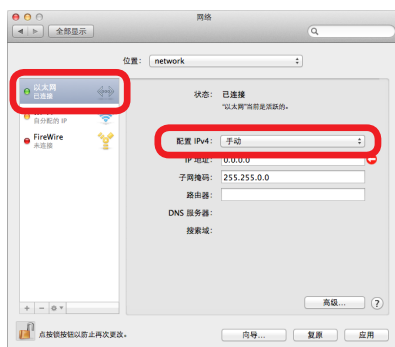 网络
全部显示
位置: network
以太网
已连接
自分配的 IP
FireWire
未连接
状态: 已连接
“以太网”当前是活跃的。
配置 IPv4: 手动
IP 地址: 0.0.0.0
子网掩码: 255.255.0.0
路由器:
DNS 服务器:
搜索域:
高级... ?
点按锁按钮以防止再次更改。
向导... 复原 应用